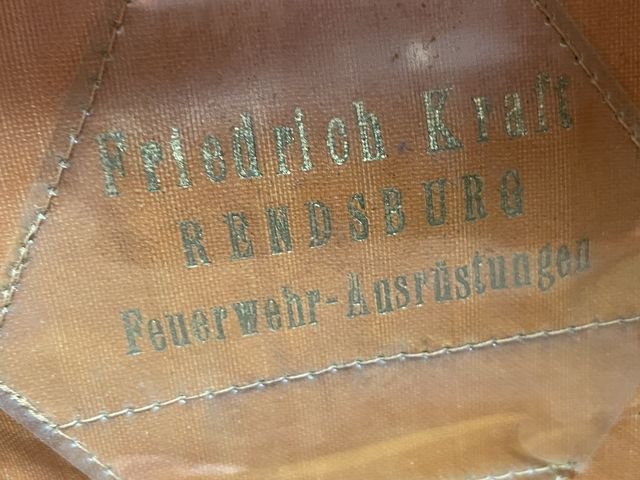 Friedrich Kraft
RENDSBURG
Feuerwehr-Ausrüstungen